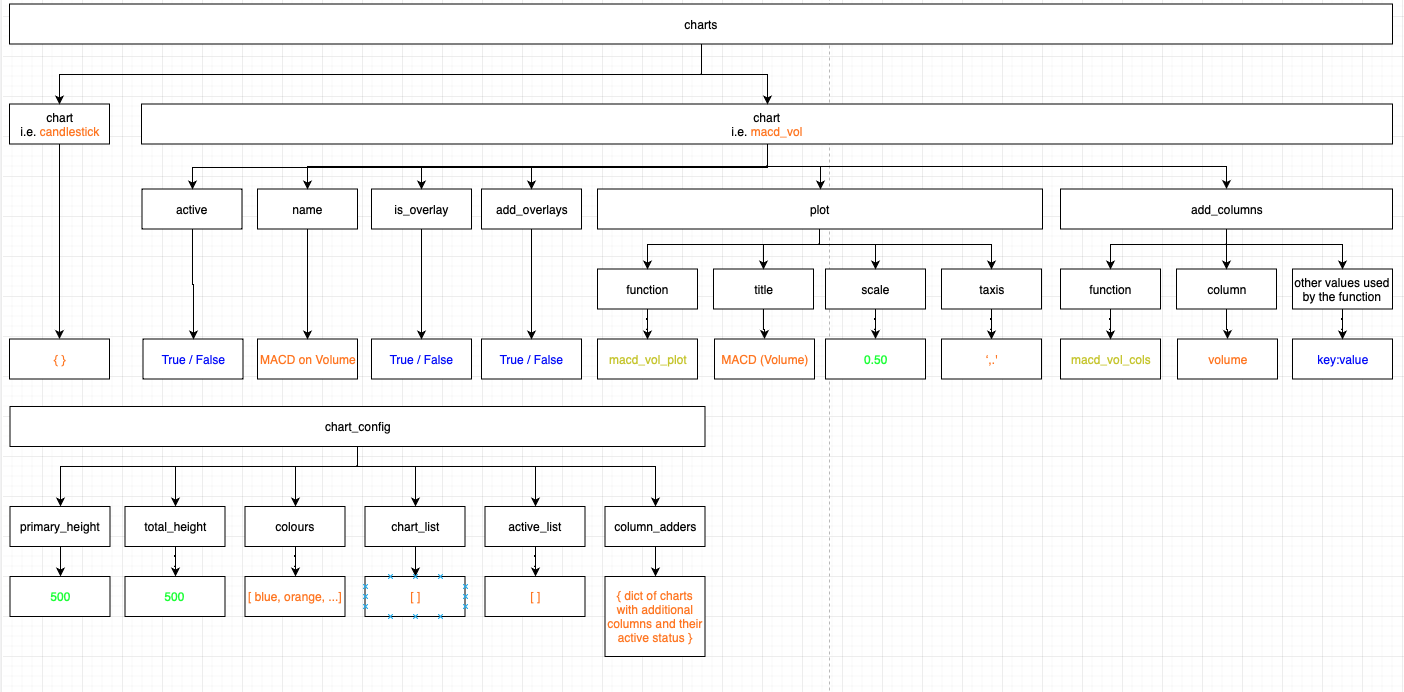 charts
chart
i.e. candlestick
chart
i.e. macd_vol
active
name
is_overlay
add_overlays
plot
add_columns
function
title
scale
taxis
function
column
other values used
by the function
{ }
True / False
MACD on Volume
True / False
True / False
macd_vol_plot
MACD (Volume)
0.50
',.'
macd_vol_cols
volume
key:value
chart_config
primary_height
total_height
colours
chart_list
active_list
column_adders
500
500
[ blue, orange, ...]
[ ]
[ ]
{ dict of charts
with additional
columns and their
active status }